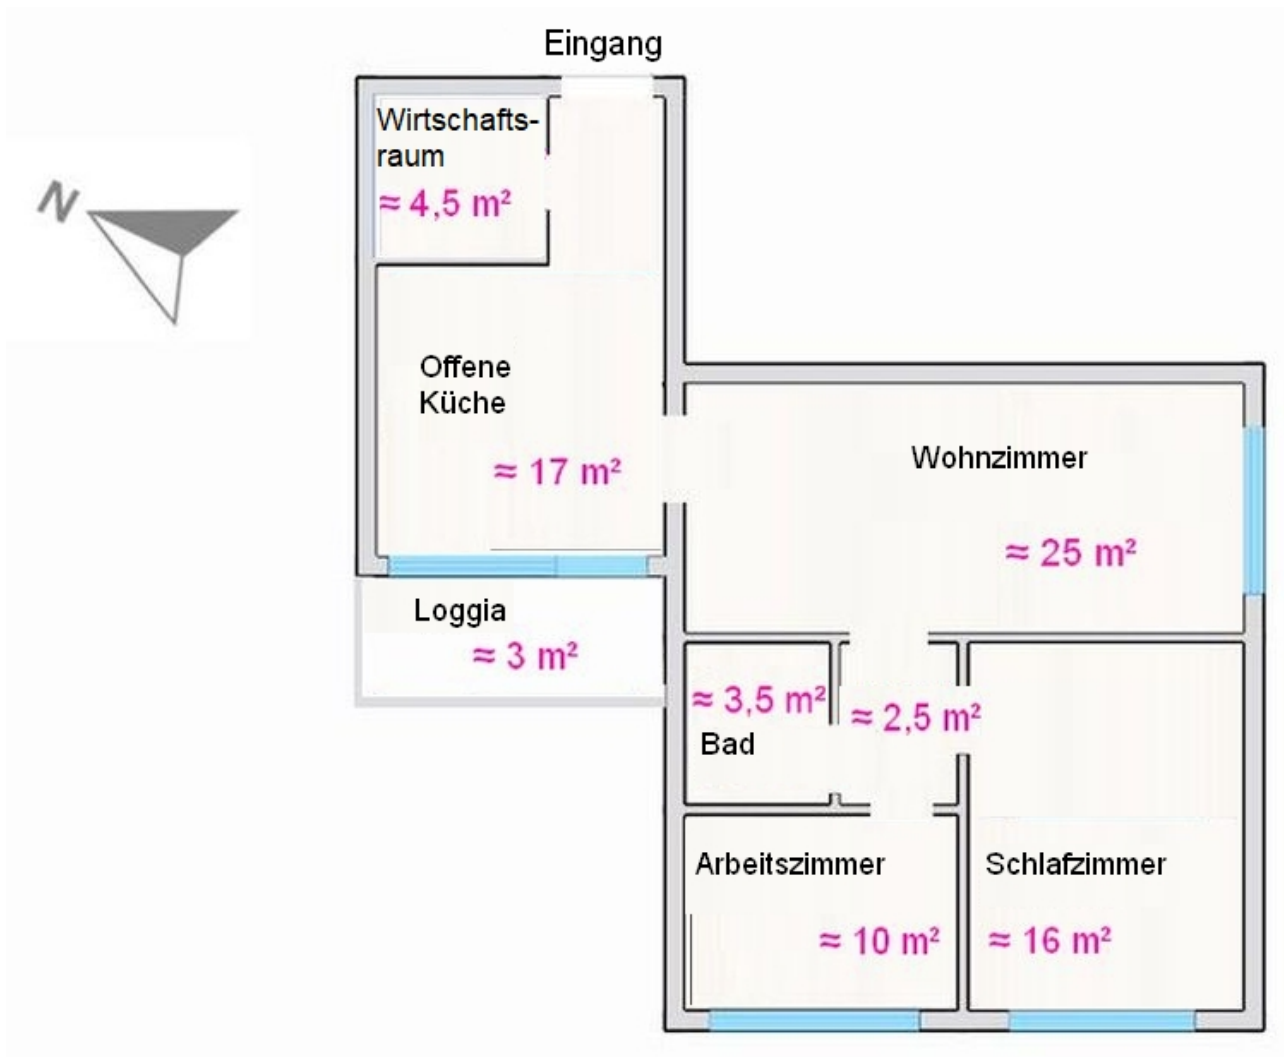 Eingang
Wirtschafts-
raum
≈ 4,5 m²
N
Offene
Küche
≈ 17 m²
Wohnzimmer
≈ 25 m²
Loggia
≈ 3 m²
≈ 3,5 m²
Bad
≈ 2,5 m²
Arbeitszimmer
≈ 10 m²
Schlafzimmer
≈ 16 m²